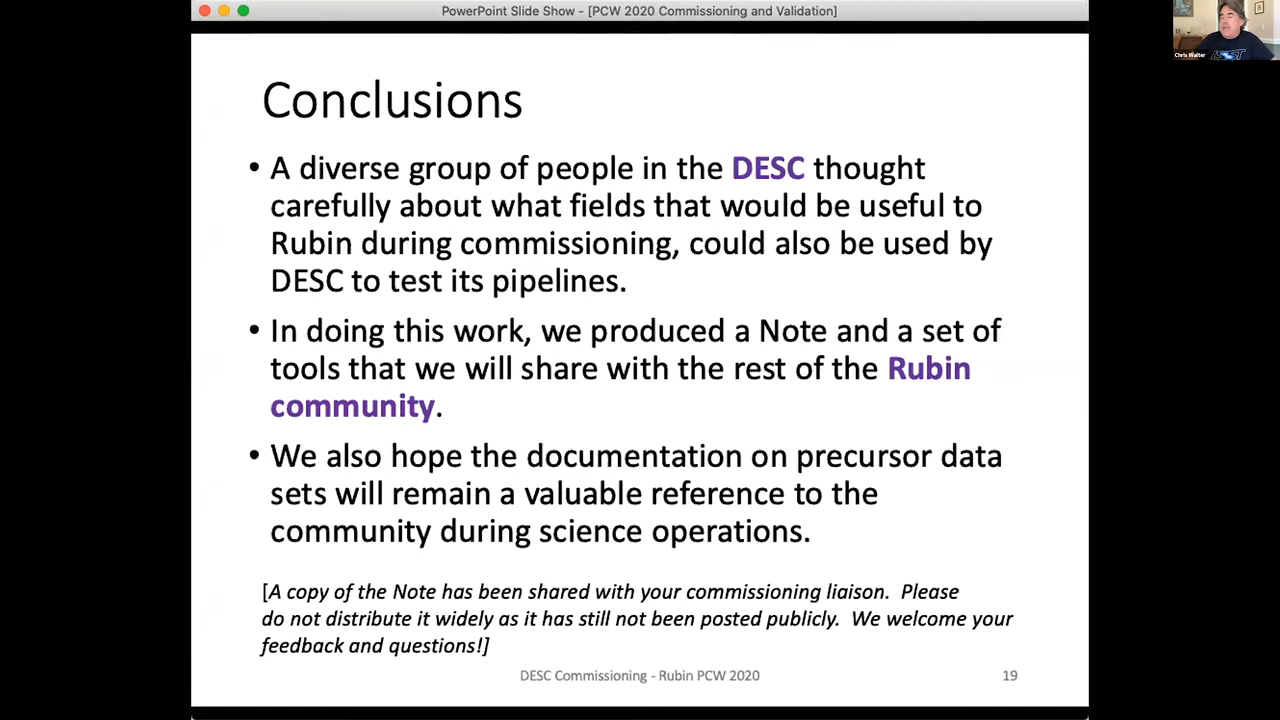 PowerPoint Slide Show - [PCW 2020 Commissioning and Validation]
Chris Walter
LSST
Conclusions
• A diverse group of people in the DESC thought
carefully about what fields that would be useful to
Rubin during commissioning, could also be used by
DESC to test its pipelines.
• In doing this work, we produced a Note and a set of
tools that we will share with the rest of the Rubin
community.
• We also hope the documentation on precursor data
sets will remain a valuable reference to the
community during science operations.
[A copy of the Note has been shared with your commissioning liaison.  Please
do not distribute it widely as it has still not been posted publicly.  We welcome your
feedback and questions!]
DESC Commissioning - Rubin PCW 2020
19